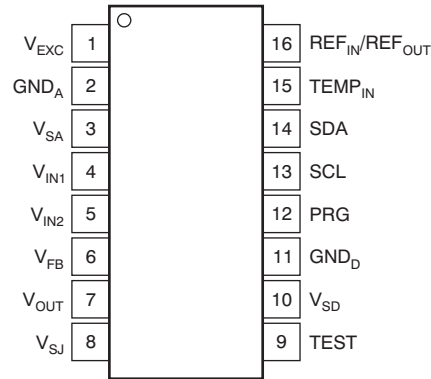 V_EXC 1 16 REF_IN/REF_OUT
GND_A 2 15 TEMP_IN
V_SA 3 14 SDA
V_IN1 4 13 SCL
V_IN2 5 12 PRG
V_FB 6 11 GND_D
V_OUT 7 10 V_SD
V_SJ 8 9 TEST